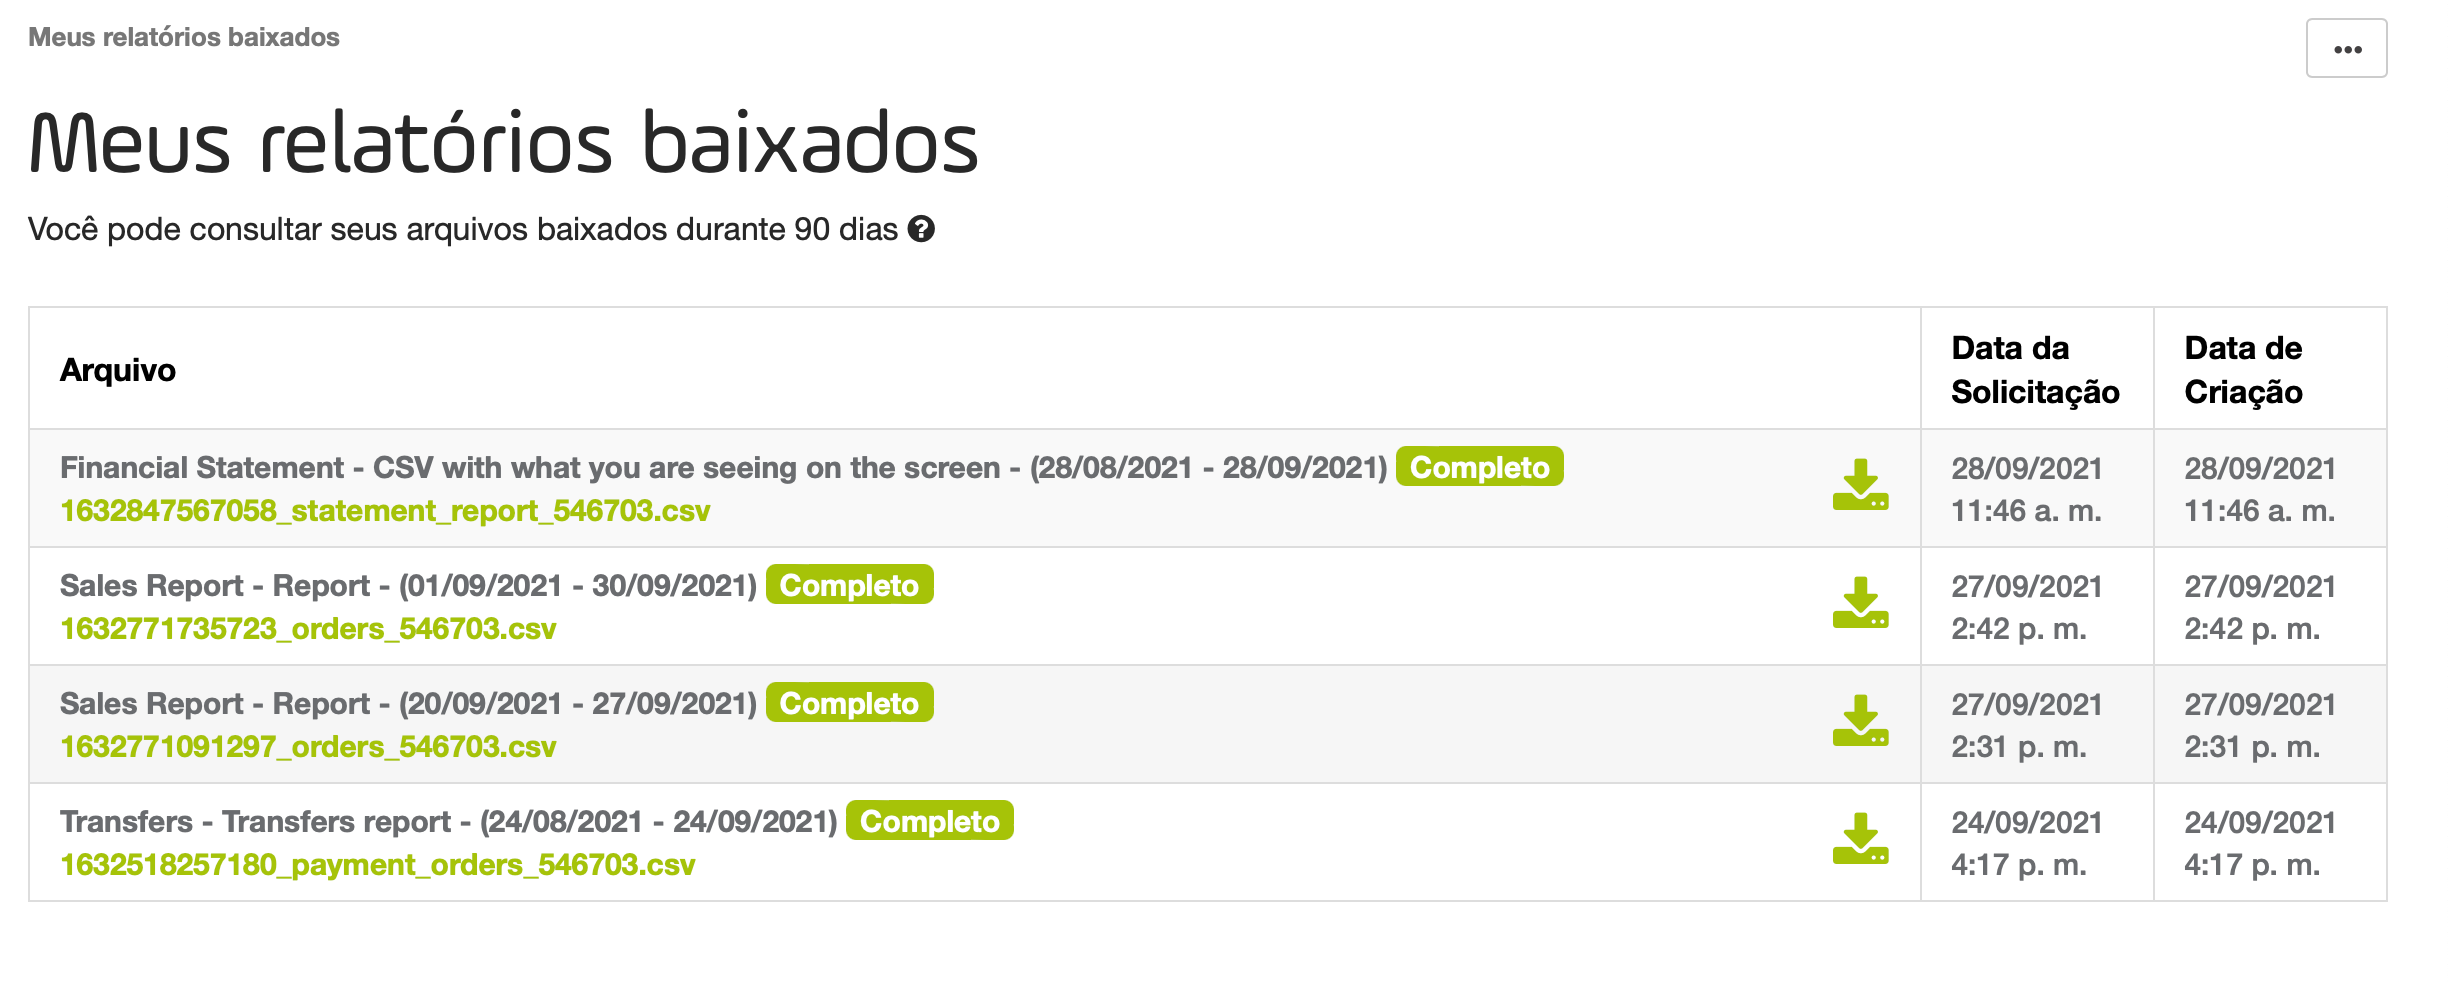 Meus relatórios baixados
Meus relatórios baixados
Você pode consultar seus arquivos baixados durante 90 dias ?
Arquivo
Data da
Solicitação
Data de
Criação
Financial Statement - CSV with what you are seeing on the screen - (28/08/2021 - 28/09/2021) Completo
1632847567058_statement_report_546703.csv
28/09/2021
11:46 a. m.
28/09/2021
11:46 a. m.
Sales Report - Report - (01/09/2021 - 30/09/2021) Completo
1632771735723_orders_546703.csv
27/09/2021
2:42 p. m.
27/09/2021
2:42 p. m.
Sales Report - Report - (20/09/2021 - 27/09/2021) Completo
1632771091297_orders_546703.csv
27/09/2021
2:31 p. m.
27/09/2021
2:31 p. m.
Transfers - Transfers report - (24/08/2021 - 24/09/2021) Completo
1632518257180_payment_orders_546703.csv
24/09/2021
4:17 p. m.
24/09/2021
4:17 p. m.